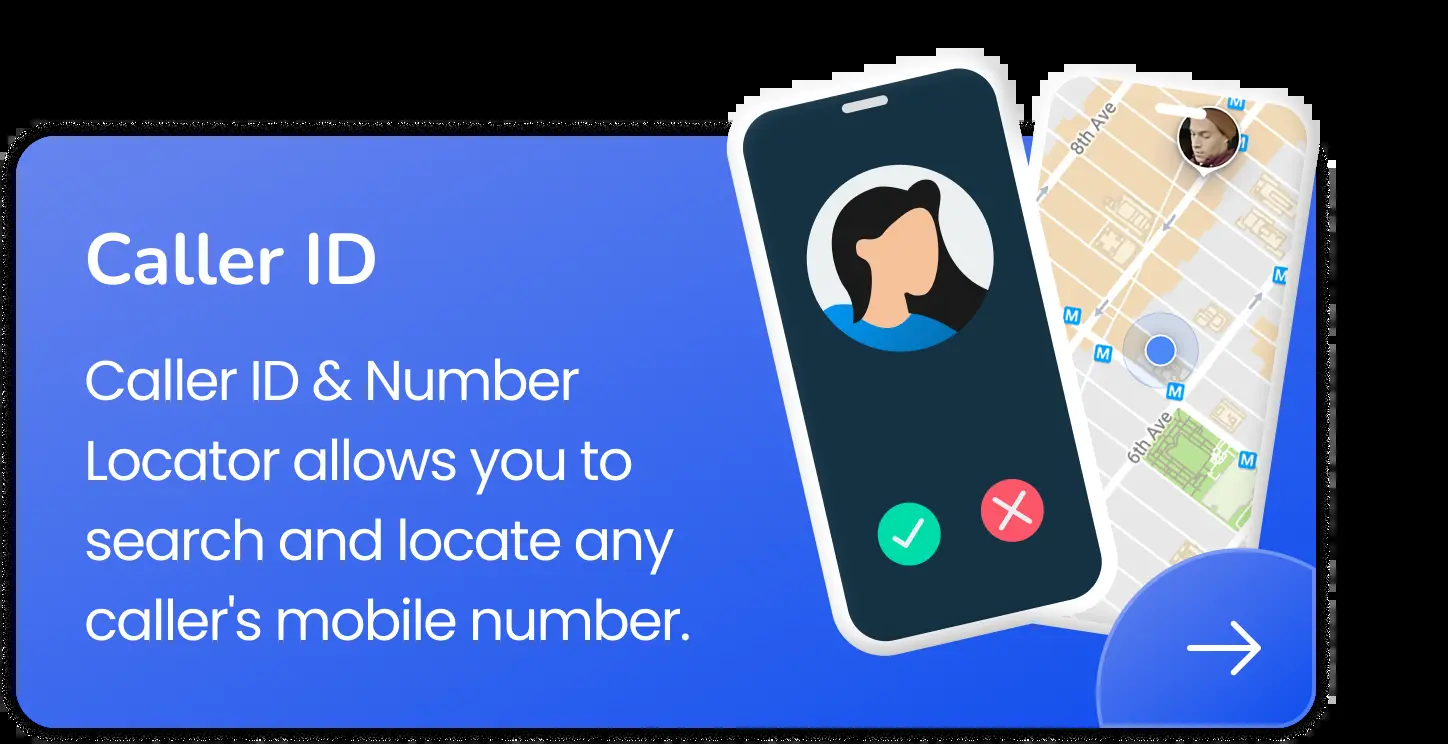 Caller ID
Caller ID & Number
Locator allows you to
search and locate any
caller's mobile number.
8th Ave
M
M
M
M
M
M
6th Ave
M